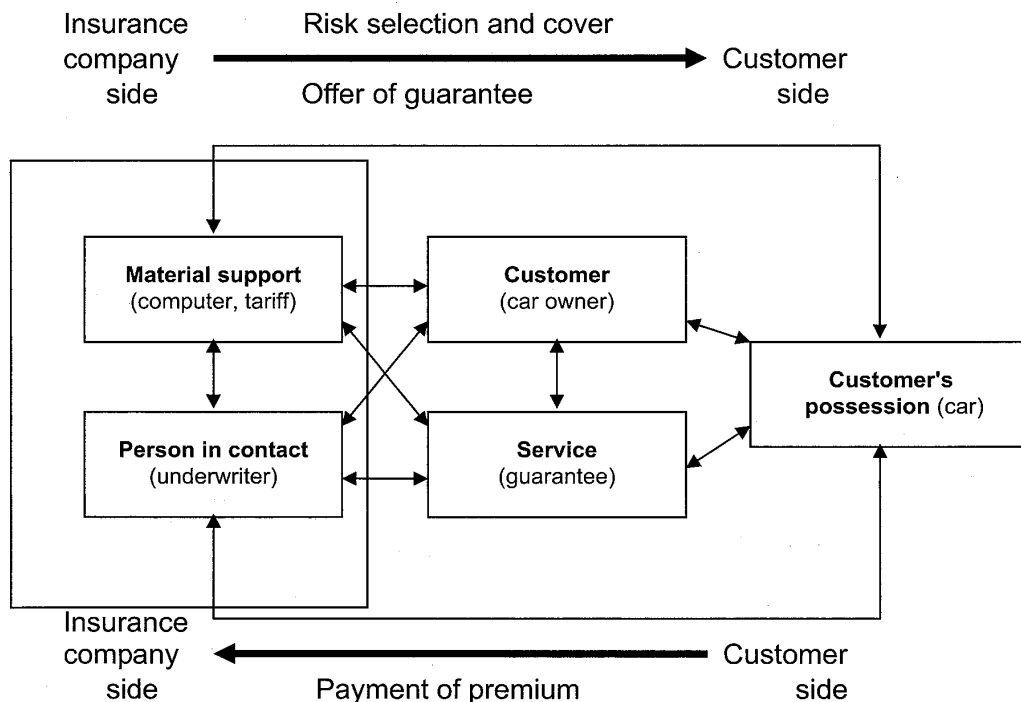 Insurance
company
side
Risk selection and cover
Offer of guarantee
Customer
side
Material support
(computer, tariff)
Customer
(car owner)
Customer's
possession (car)
Person in contact
(underwriter)
Service
(guarantee)
Insurance
company
side
Payment of premium
Customer
side